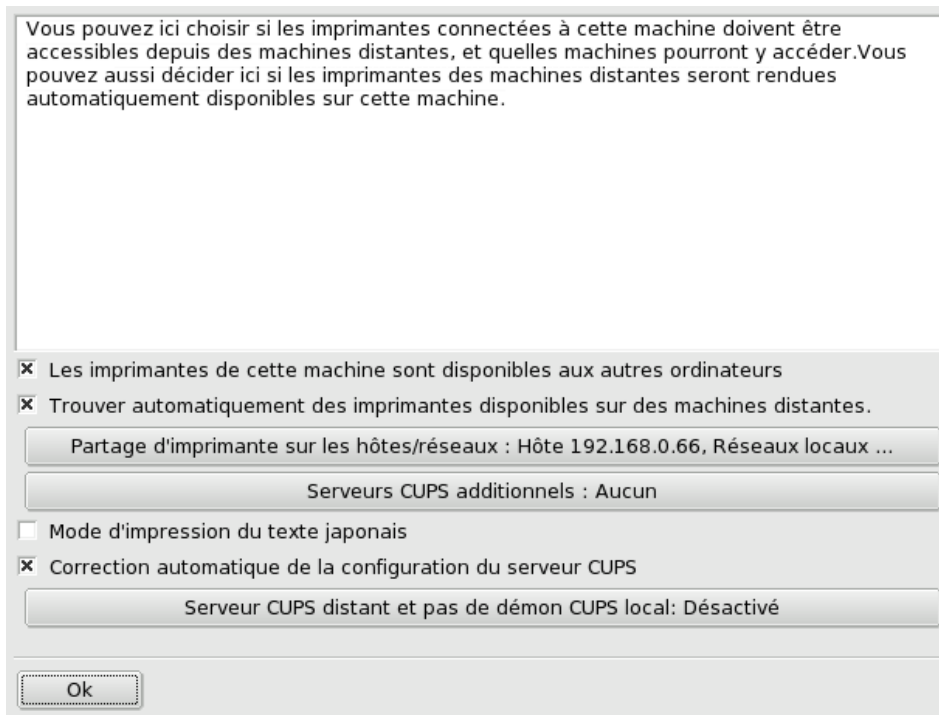 Vous pouvez ici choisir si les imprimantes connectées à cette machine doivent être
accessibles depuis des machines distantes, et quelles machines pourront y accéder.Vous
pouvez aussi décider ici si les imprimantes des machines distantes seront rendues
automatiquement disponibles sur cette machine.
Les imprimantes de cette machine sont disponibles aux autres ordinateurs
Trouver automatiquement des imprimantes disponibles sur des machines distantes.
Partage d'imprimante sur les hôtes/réseaux : Hôte 192.168.0.66, Réseaux locaux ...
Serveurs CUPS additionnels : Aucun
Mode d'impression du texte japonais
Correction automatique de la configuration du serveur CUPS
Serveur CUPS distant et pas de démon CUPS local: Désactivé
Ok